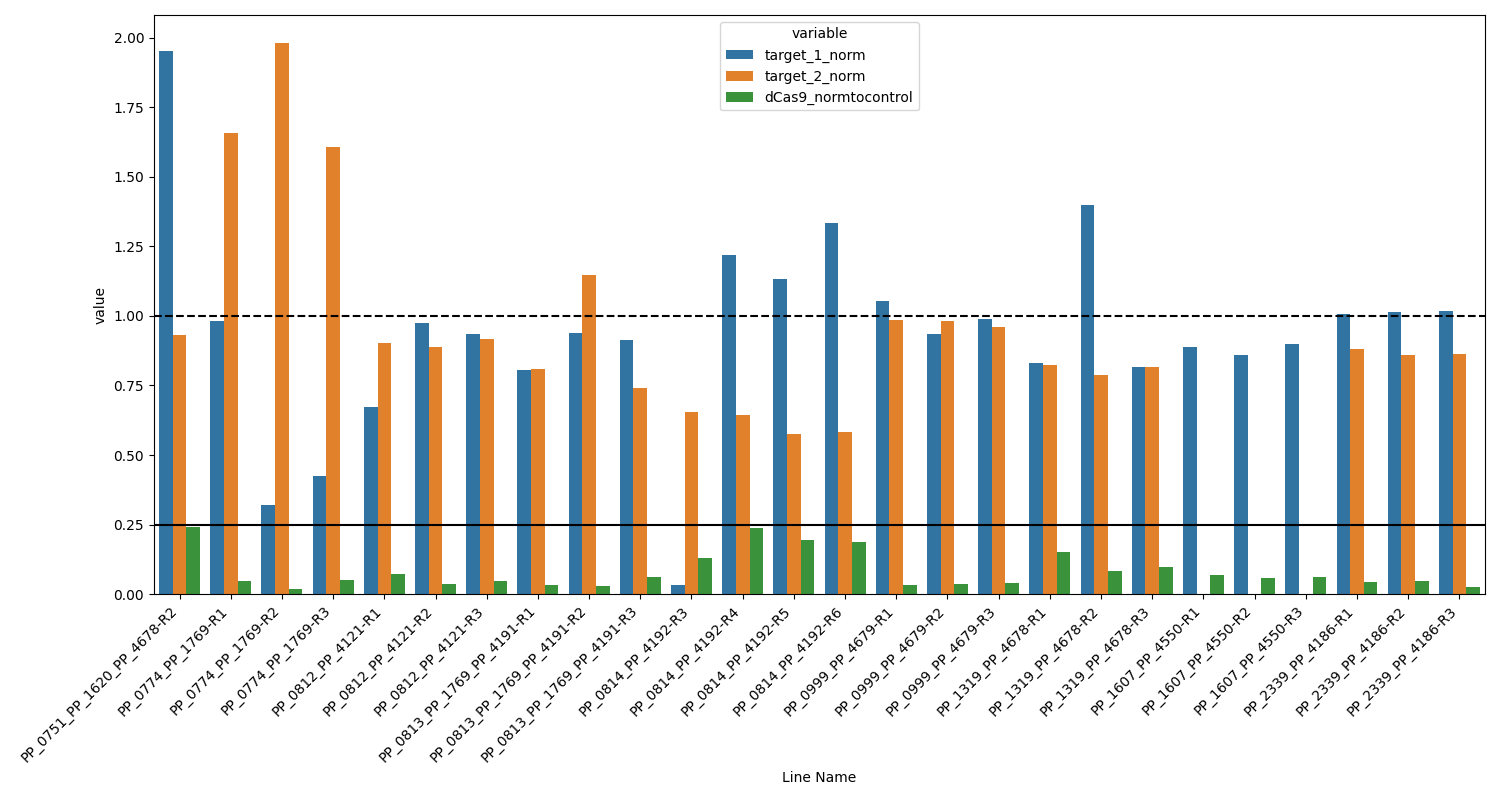 variable
target_1_norm
target_2_norm
dCas9_normtocontrol
value
2.00
1.75
1.50
1.25
1.00
0.75
0.50
0.25
0.00
PP_0751_PP_1620_PP_4678-R2
PP_0774_PP_1769-R1
PP_0774_PP_1769-R2
PP_0774_PP_1769-R3
PP_0812_PP_4121-R1
PP_0812_PP_4121-R2
PP_0812_PP_4121-R3
PP_0813_PP_1769_PP_4191-R1
PP_0813_PP_1769_PP_4191-R2
PP_0813_PP_1769_PP_4191-R3
PP_0814_PP_4192-R3
PP_0814_PP_4192-R4
PP_0814_PP_4192-R5
PP_0814_PP_4192-R6
PP_0999_PP_4679-R1
PP_0999_PP_4679-R2
PP_0999_PP_4679-R3
PP_1319_PP_4678-R1
PP_1319_PP_4678-R2
PP_1319_PP_4678-R3
PP_1607_PP_4550-R1
PP_1607_PP_4550-R2
PP_1607_PP_4550-R3
PP_2339_PP_4186-R1
PP_2339_PP_4186-R2
PP_2339_PP_4186-R3
Line Name